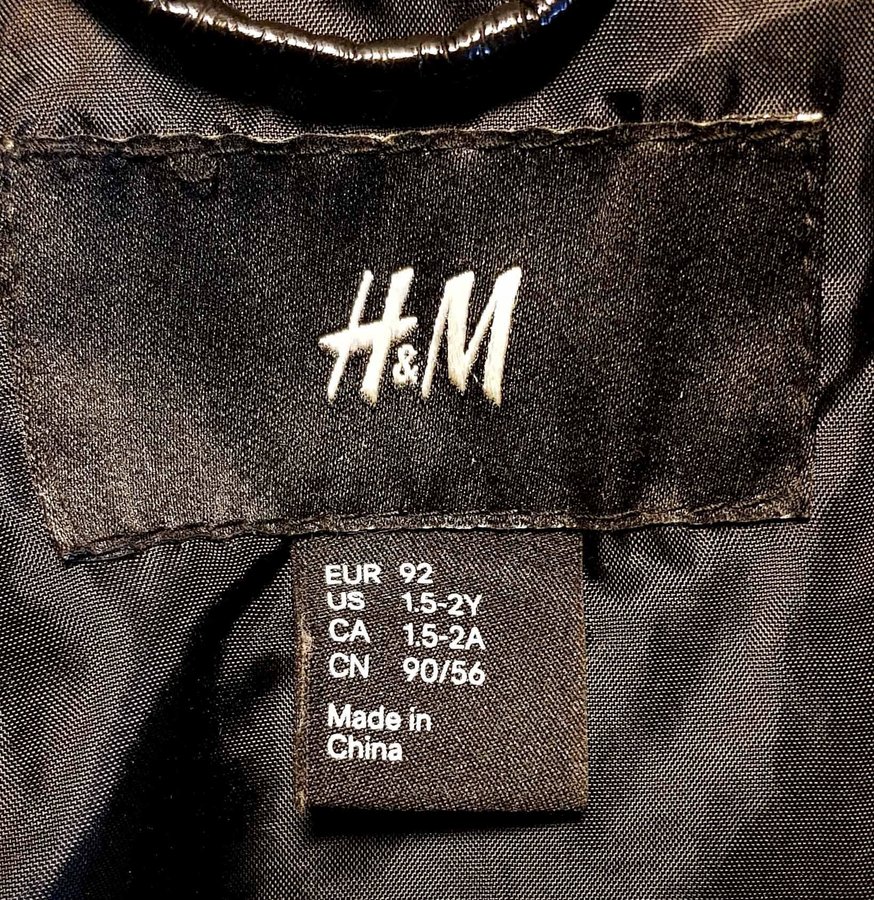 H&M
EUR 92
US 1.5-2Y
CA 1.5-2A
CN 90/56
Made in
China